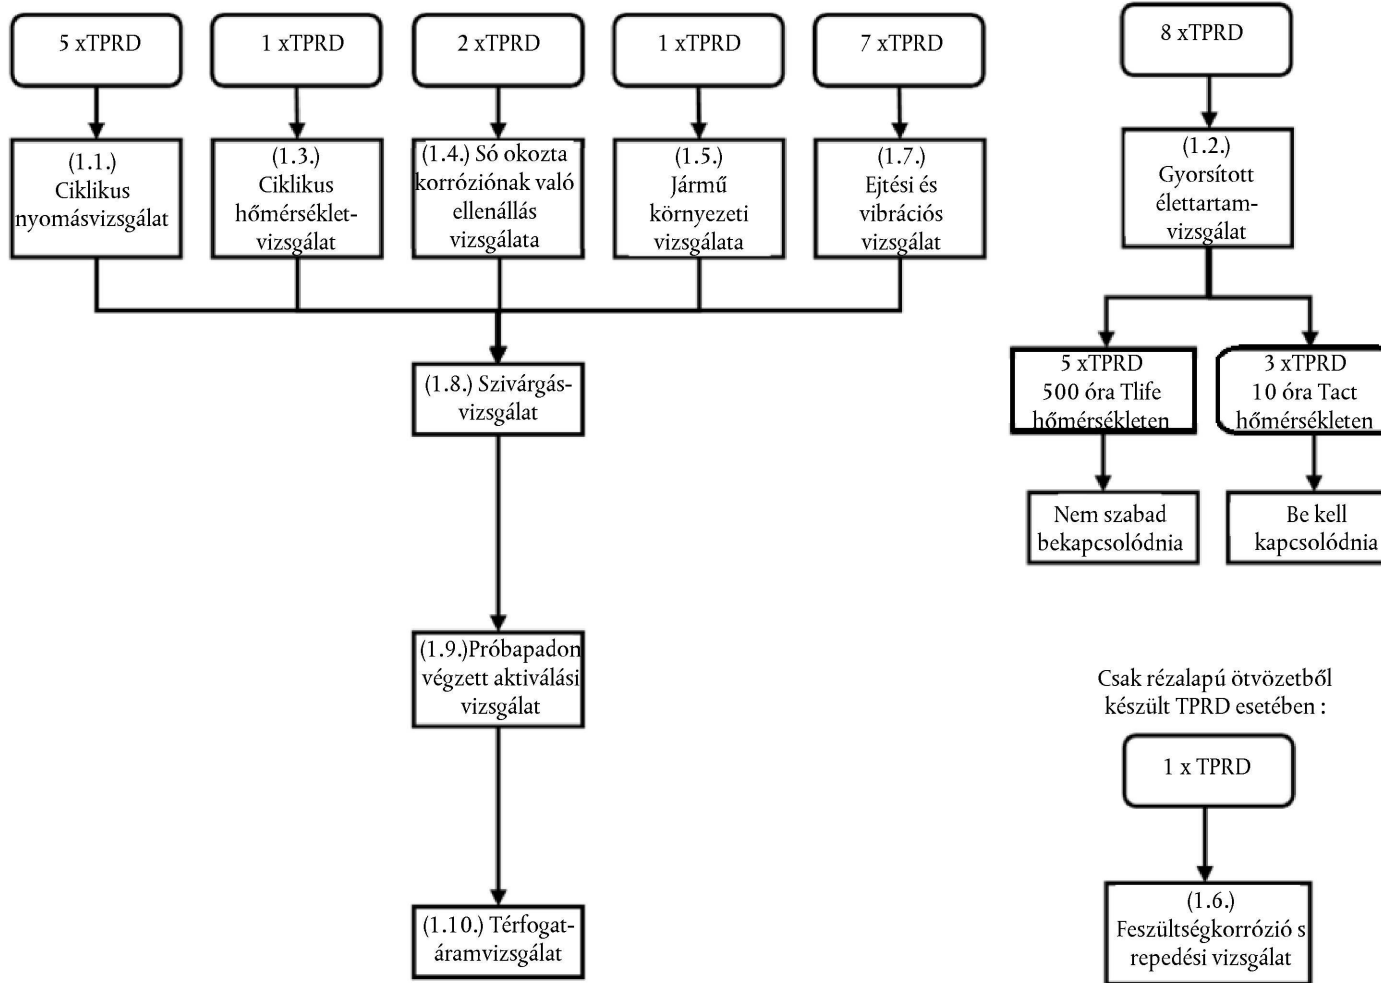 5 xTPRD
1 xTPRD
2 xTPRD
1 xTPRD
7 xTPRD
8 xTPRD
(1.1.)
Ciklikus
nyomásvizsgálat
(1.3.)
Ciklikus
hőmérséklet-
vizsgálat
(1.4.) Só okozta
korróziónak való
ellenállás
vizsgálata
(1.5.)
Jármű
környezeti
vizsgálata
(1.7.)
Ejtési és
vibrációs
vizsgálat
(1.2.)
Gyorsított
élettartam-
vizsgálat
(1.8.) Szivárgás-
vizsgálat
5 xTPRD
500 óra Tlife
hőmérsékleten
3 xTPRD
10 óra Tact
hőmérsékleten
Nem szabad
bekapcsolódnia
Be kell
kapcsolódnia
(1.9.)Próbapadon
végzett aktiválási
vizsgálat
Csak rézalapú ötvözetből
készült TPRD esetében :
1 x TPRD
(1.10.) Térfogat-
áramvizsgálat
(1.6.)
Feszültségkorrózió s
repedési vizsgálat